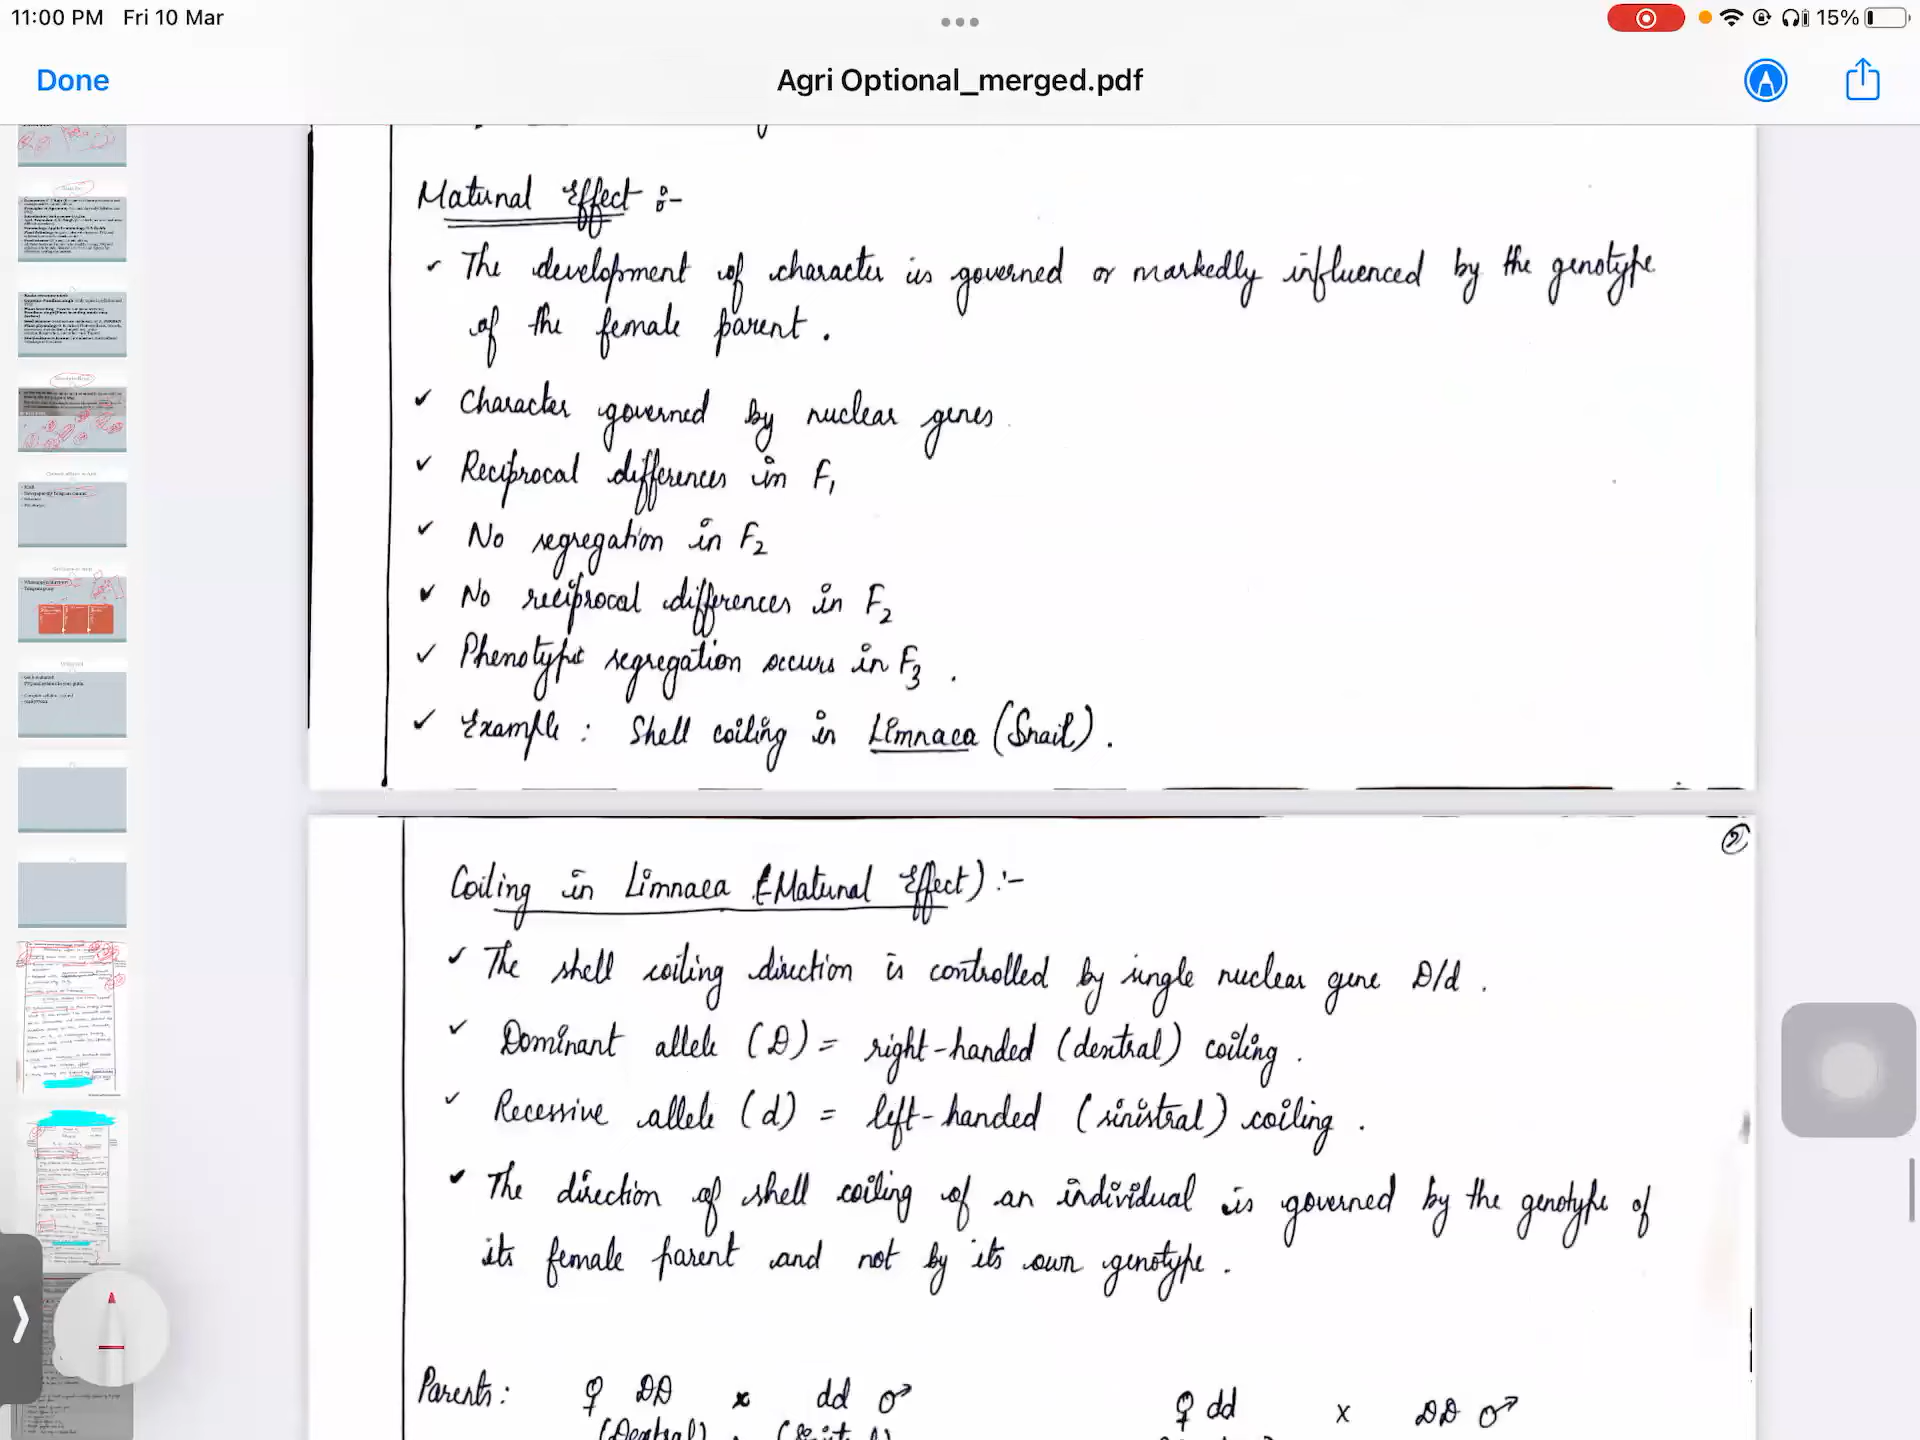 11:00 PM Fri 10 Mar
15%
Done
Agri Optional_merged.pdf
Maternal Effect :-
The development of character is governed or markedly influenced by the genotype
of the female parent .
✓ Character governed by nuclear genes
✓ Reciprocal differences in F1
✓ No segregation in F2
✓ No reciprocal differences in F2
✓ Phenotypic segregation occurs in F3 .
✓ Example : Shell coiling in Limnaea (Snail) .
2
Coiling in Limnaea (Maternal Effect) :-
✓ The shell coiling direction is controlled by single nuclear gene D/d .
✓ Dominant allele (D) = right-handed (dextral) coiling .
✓ Recessive allele (d) = left-handed (sinistral) coiling .
✓ The direction of shell coiling of an individual is governed by the genotype of
its female parent and not by its own genotype .
Parents : ♀ DD x dd ♂ ♀ dd x DD ♂
(Dextral)